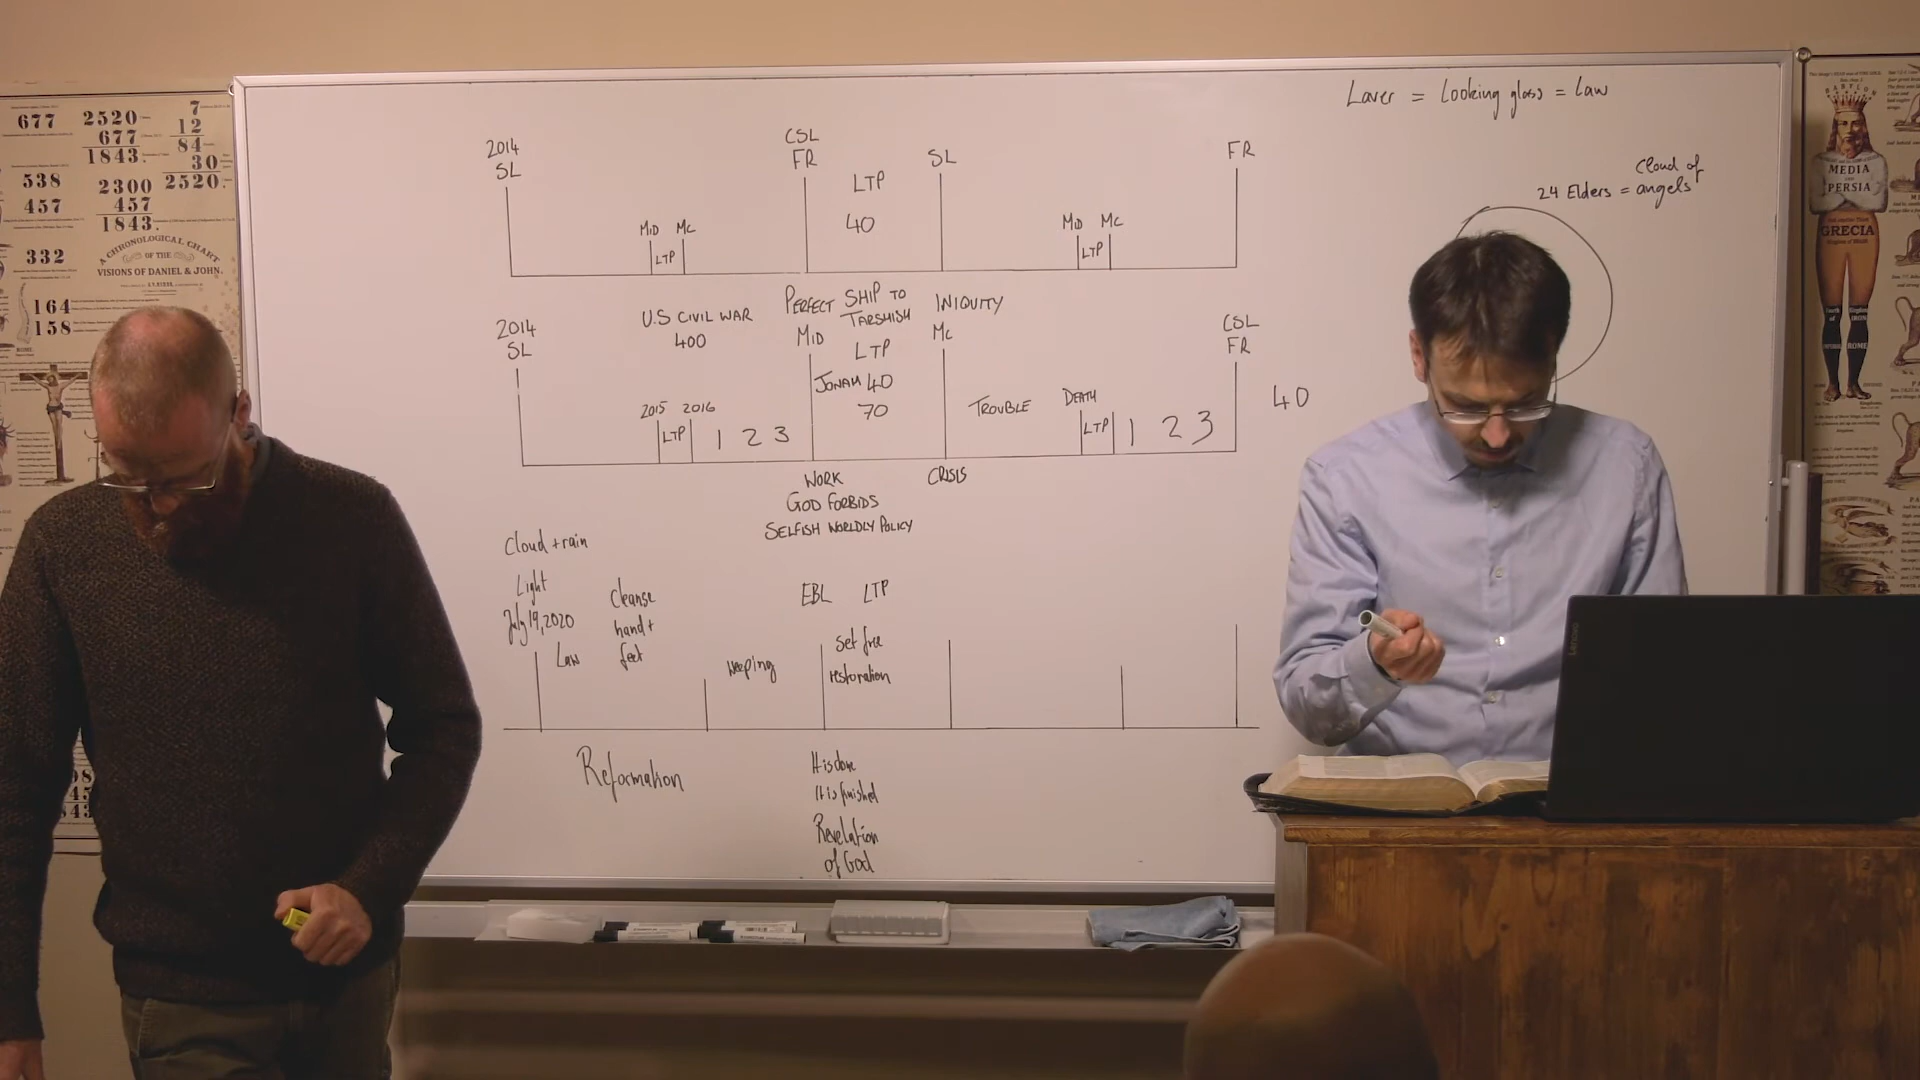 Laver = Looking glass = Law
24 Elders = Cloud of
angels
2014
SL
CSL
FR
LTP
40
SL
FR
MID MC
LTP
MID MC
LTP
2014
SL
U.S CIVIL WAR
400
PERFECT SHIP TO
TARSHISH
INIQUITY
MID
LTP
MC
CSL
FR
JONAH 40
70
TROUBLE
DEATH
40
2015 2016
LTP 1 2 3
LTP 1 2 3
WORK
GOD FORBIDS
SELFISH WORLDLY POLICY
CRISIS
Cloud + rain
Light
July 19, 2020
Law
Cleanse
hand +
feet
weeping
EBL LTP
set free
restoration
Reformation
It is done
It is finished
Revelation
of God
677
538
457
332
164
158
2520
677
1843.
2300
457
1843.
7
12
84
30
2520.
A CHRONOLOGICAL CHART
OF THE
VISIONS OF DANIEL & JOHN.
BABYLON
MEDIA
PERSIA
GRECIA
ROME
Lenovo